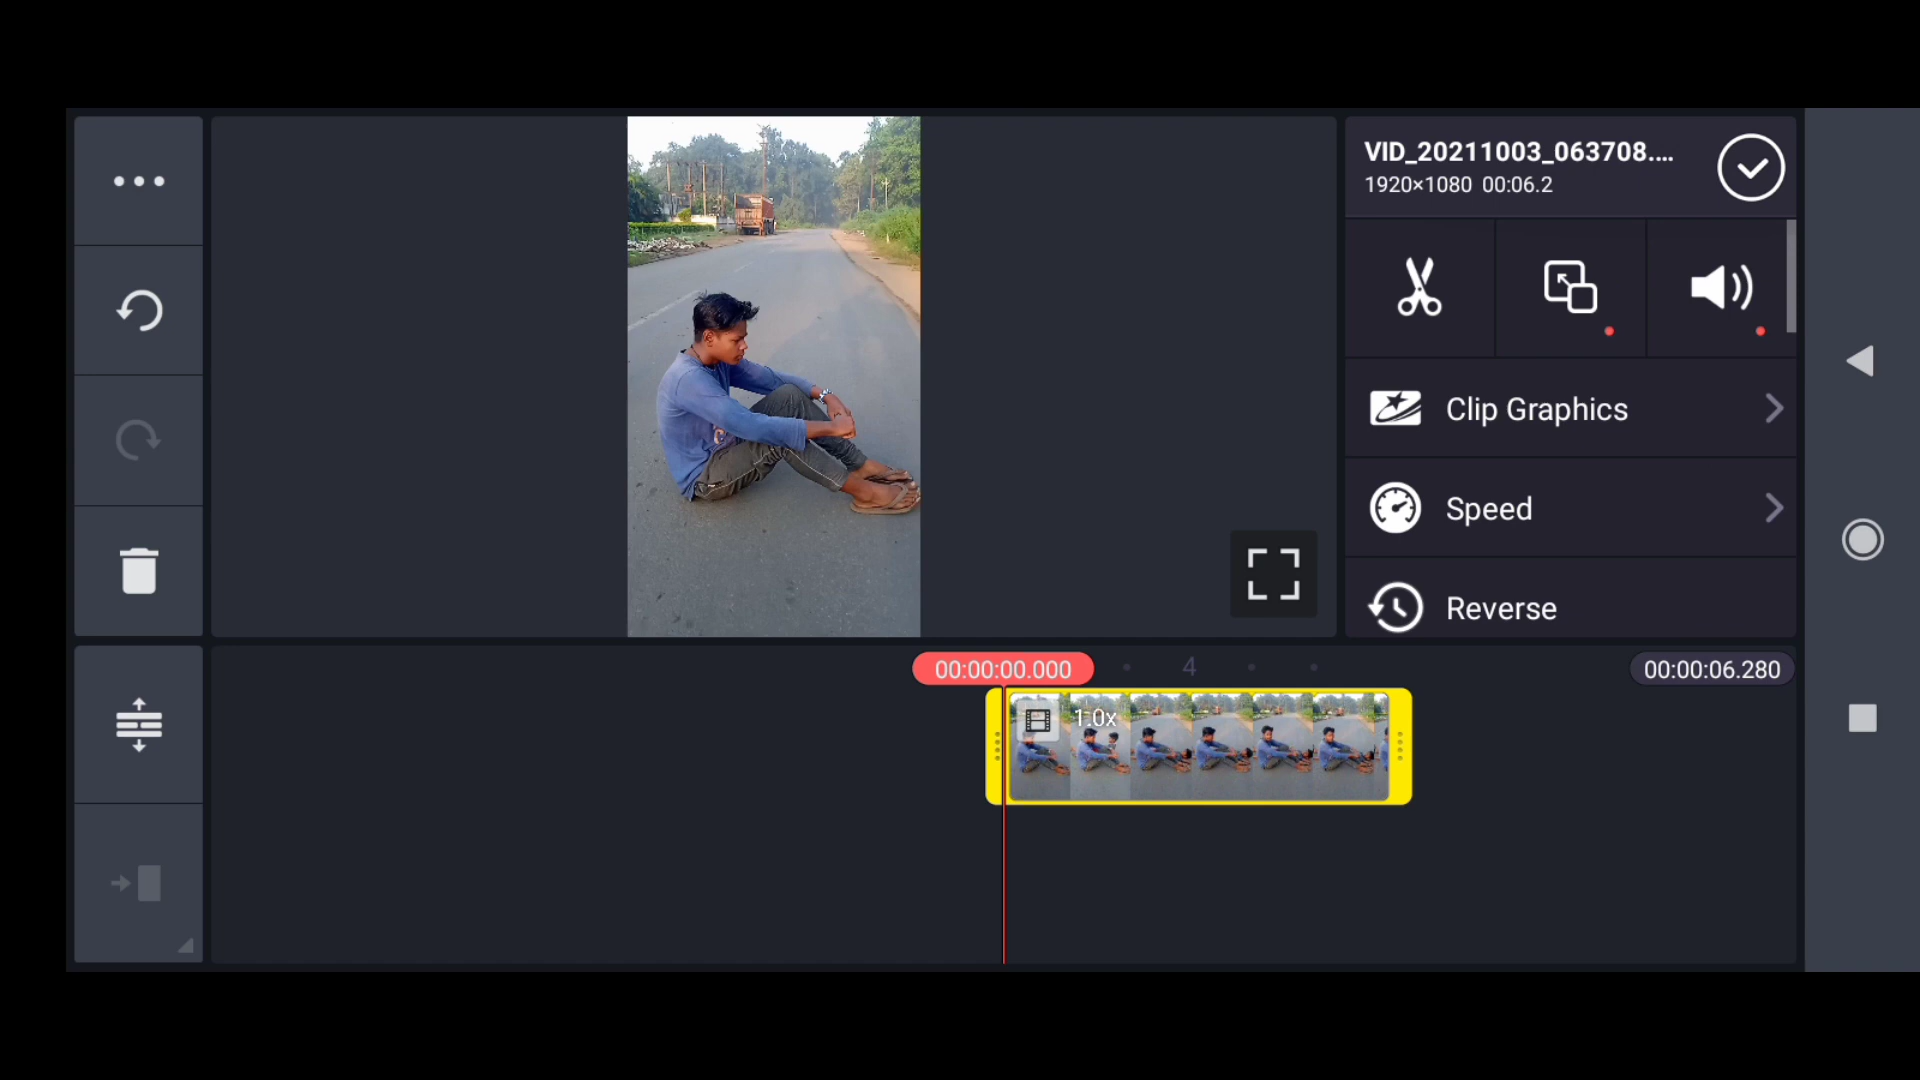 VID_20211003_063708....
1920×1080 00:06.2
Clip Graphics
Speed
Reverse
00:00:00.000
4
00:00:06.280
1.0x